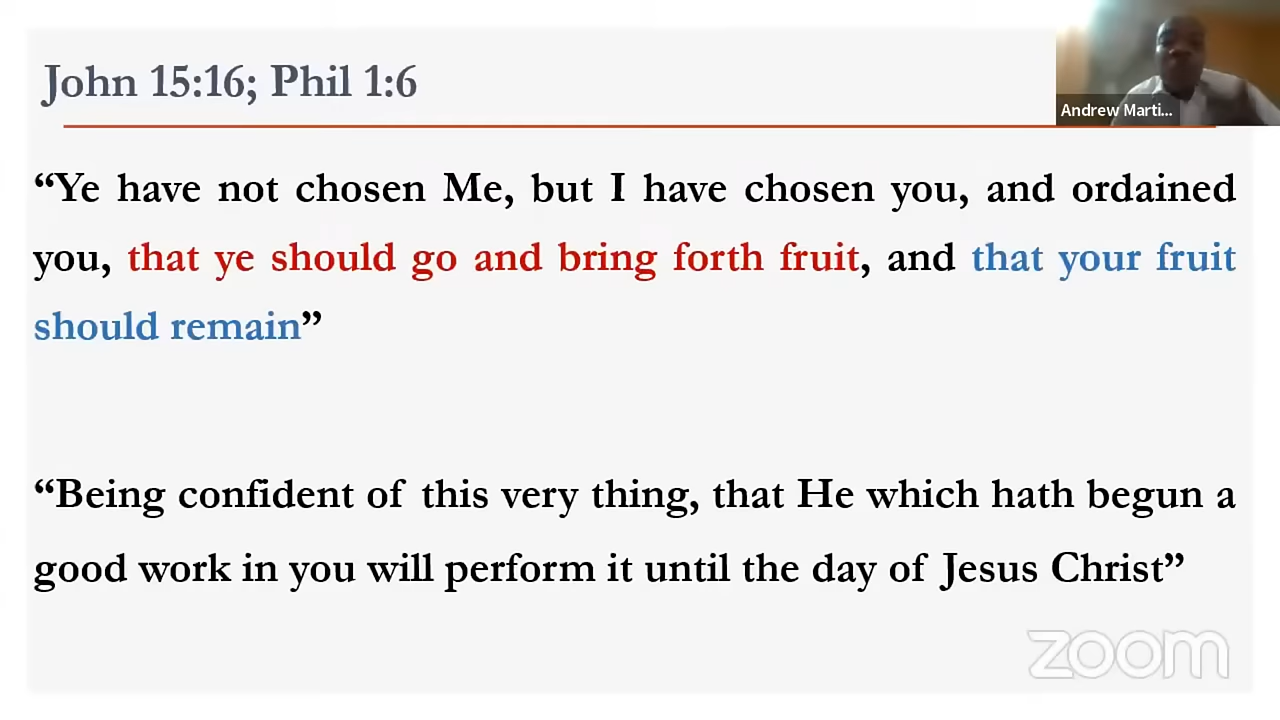 John 15:16; Phil 1:6
Andrew Marti...
“Ye have not chosen Me, but I have chosen you, and ordained
you, that ye should go and bring forth fruit, and that your fruit
should remain”
“Being confident of this very thing, that He which hath begun a
good work in you will perform it until the day of Jesus Christ”
zoom